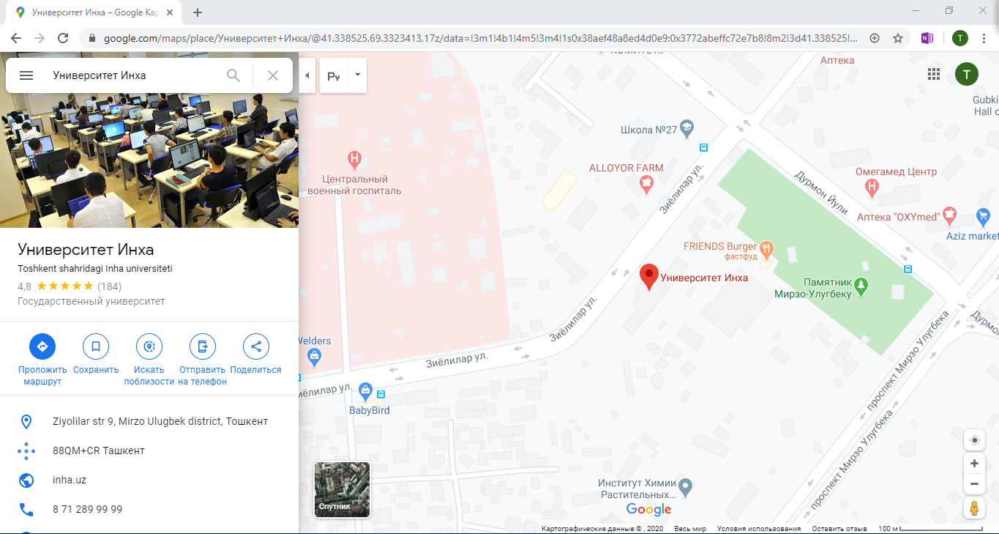 Университет Инха – Google Кар
google.com/maps/place/Университет+Инха/@41.338525,69.3323413,17z/data=!3m1!4b1!4m5!3m4!1s0x38aef48a8ed4d0e9:0x3772abeffc72e7b8!8m2!3d41.338525!...
T
Университет Инха
Pу
T
Университет Инха
Toshkent shahridagi Inha universiteti
4,8 (184)
Государственный университет
Проложить
маршрут
Сохранить
Искать
поблизости
Отправить
на телефон
Поделиться
Ziyolilar str 9, Mirzo Ulugbek district, Тошкент
88QM+CR Ташкент
inha.uz
8 71 289 99 99
КОМИТЕТ...
Аптека
Gubki
Hall o
Школа №27
ALLOYOR FARM
Центральный
военный госпиталь
Зиёлилар ул.
Дурмон Йули
Омегамед Центр
Аптека "OXYmed"
Aziz market
FRIENDS Burger
фастфуд
Университет Инха
Памятник
Мирзо-Улугбеку
Зиёлилар ул.
Welders
Зиёлилар ул.
Зиёлилар ул.
BabyBird
проспект Мирзо Улугбека
Дурмон
проспект Мирзо Улугбека
Институт Химии
Растительных...
Спутник
Google
Картографические данные © , 2020 Весь мир Условия использования Оставить отзыв 100 м